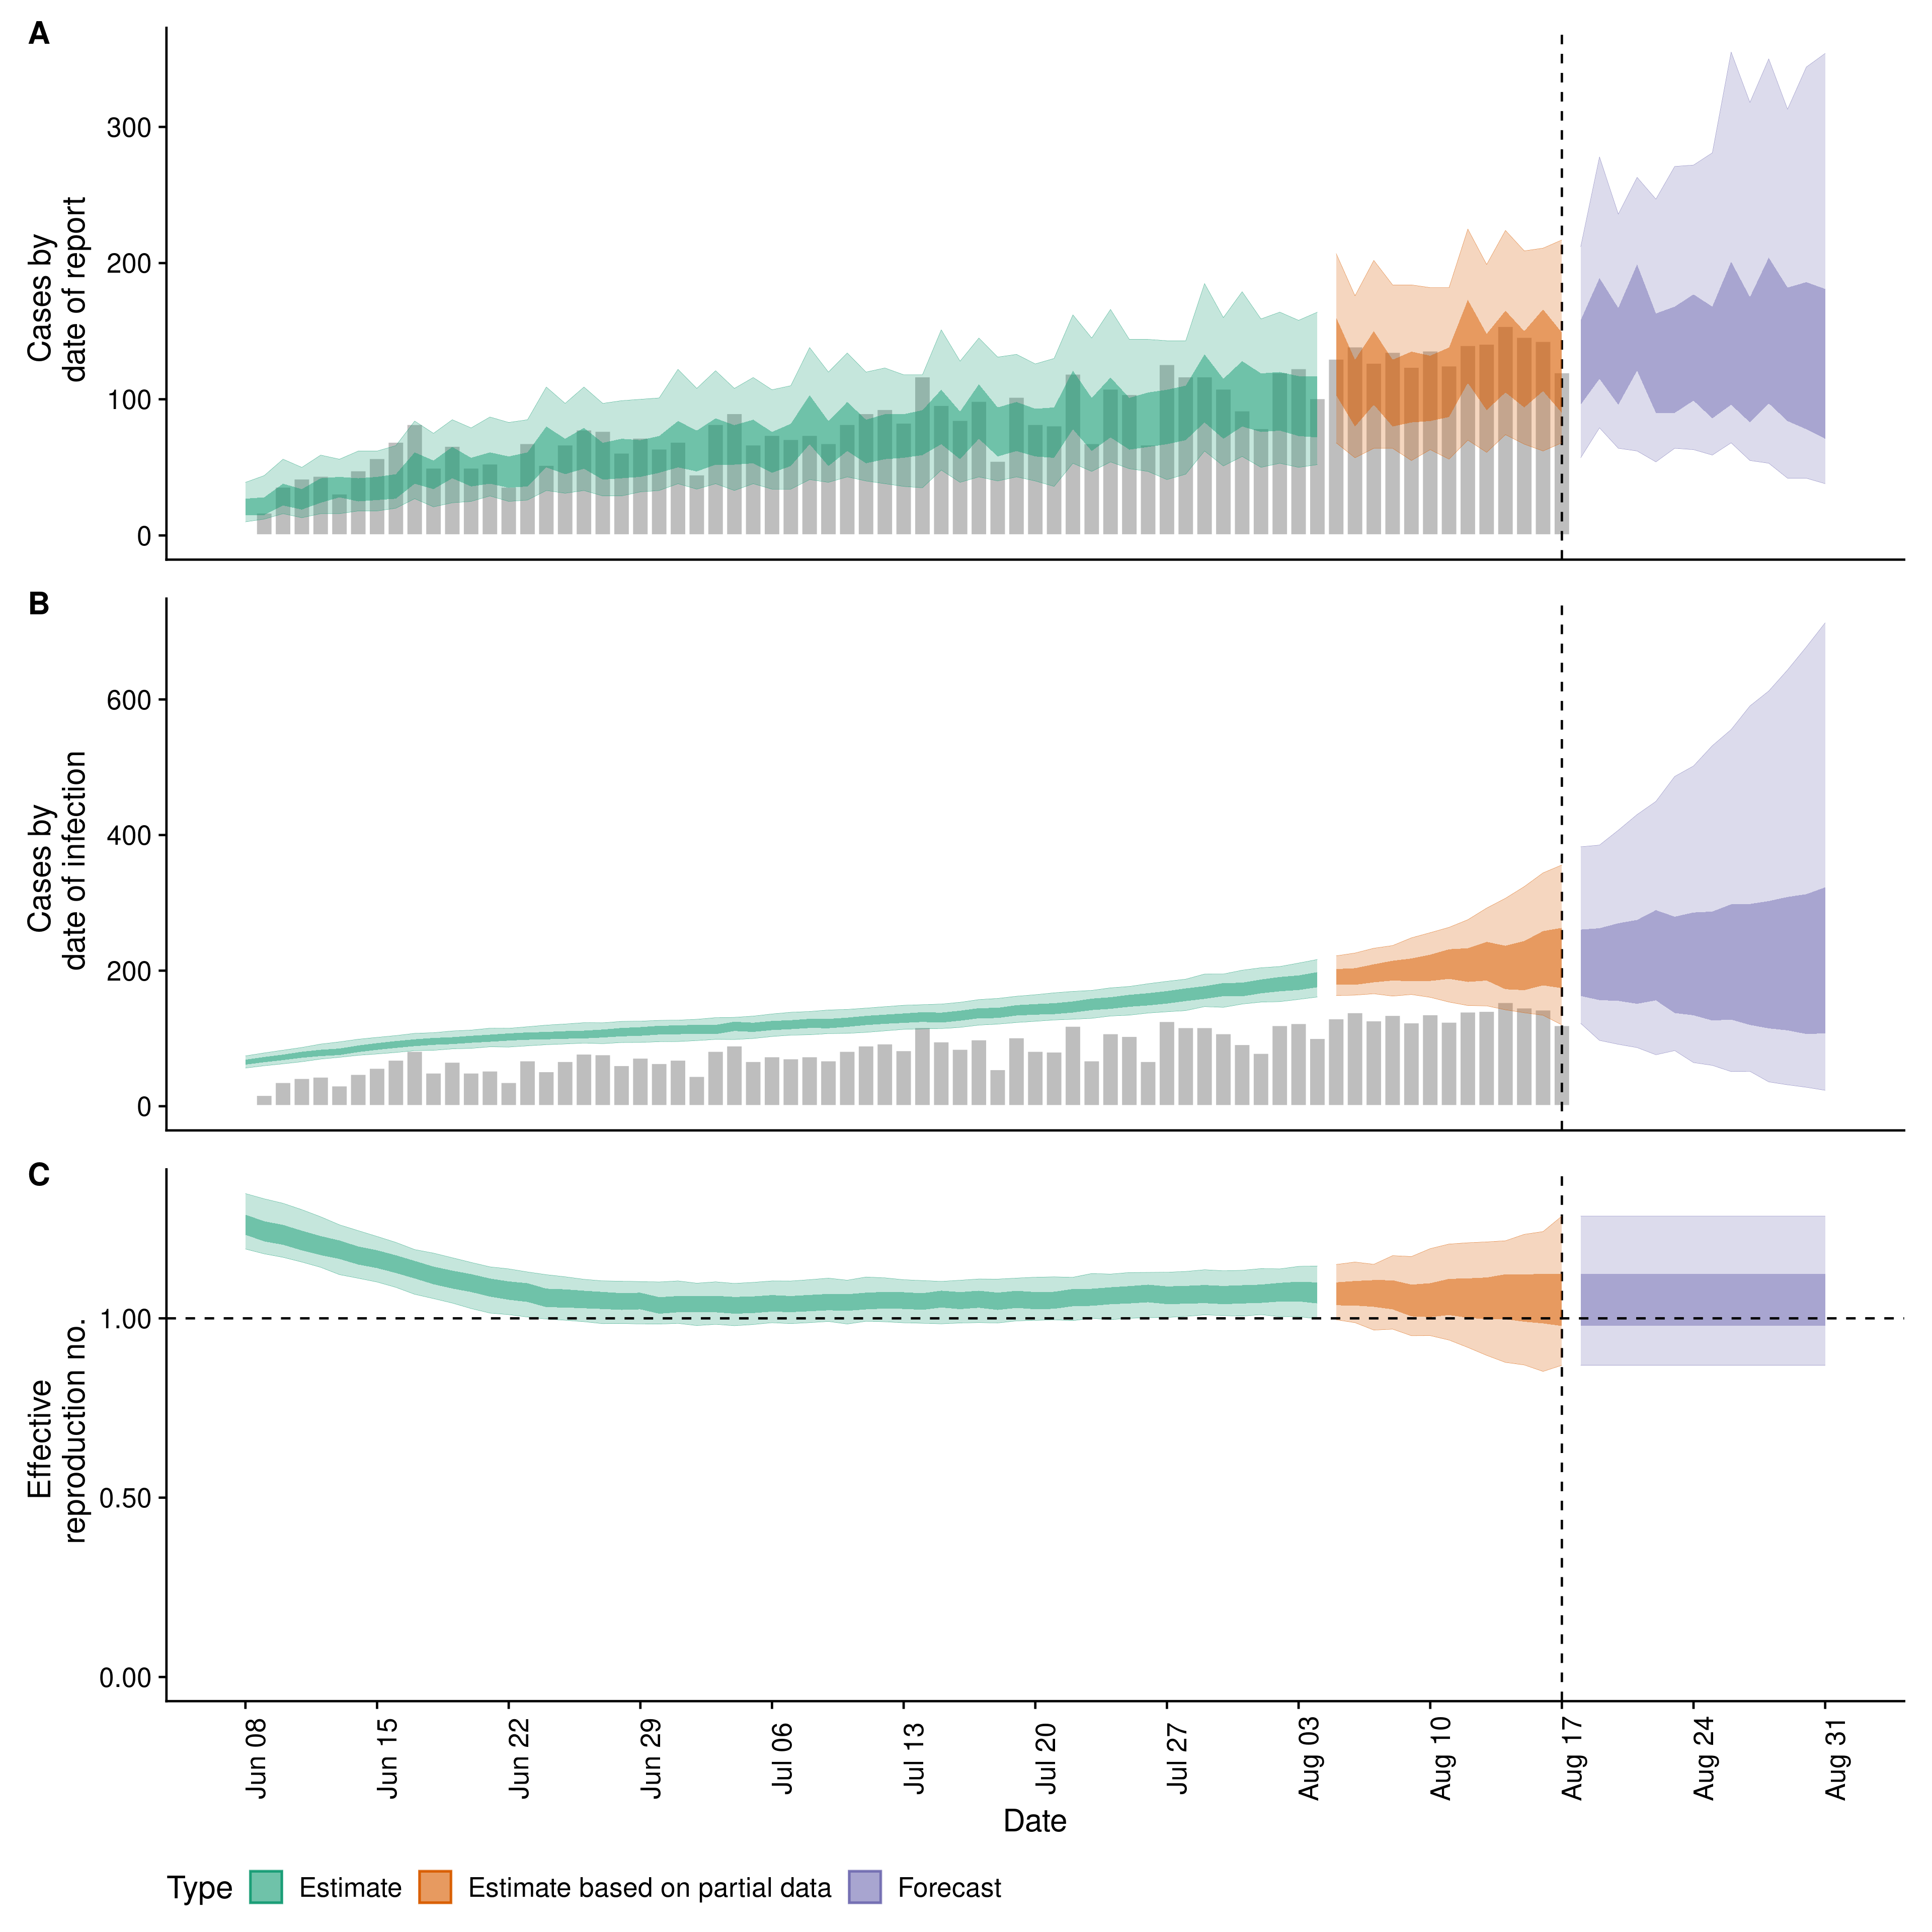 A
300
200
100
0
Cases by
date of report
B
600
400
200
0
Cases by
date of infection
C
1.00
0.50
0.00
Effective
reproduction no.
Jun 08
Jun 15
Jun 22
Jun 29
Jul 06
Jul 13
Jul 20
Jul 27
Aug 03
Aug 10
Aug 17
Aug 24
Aug 31
Date
Type Estimate Estimate based on partial data Forecast